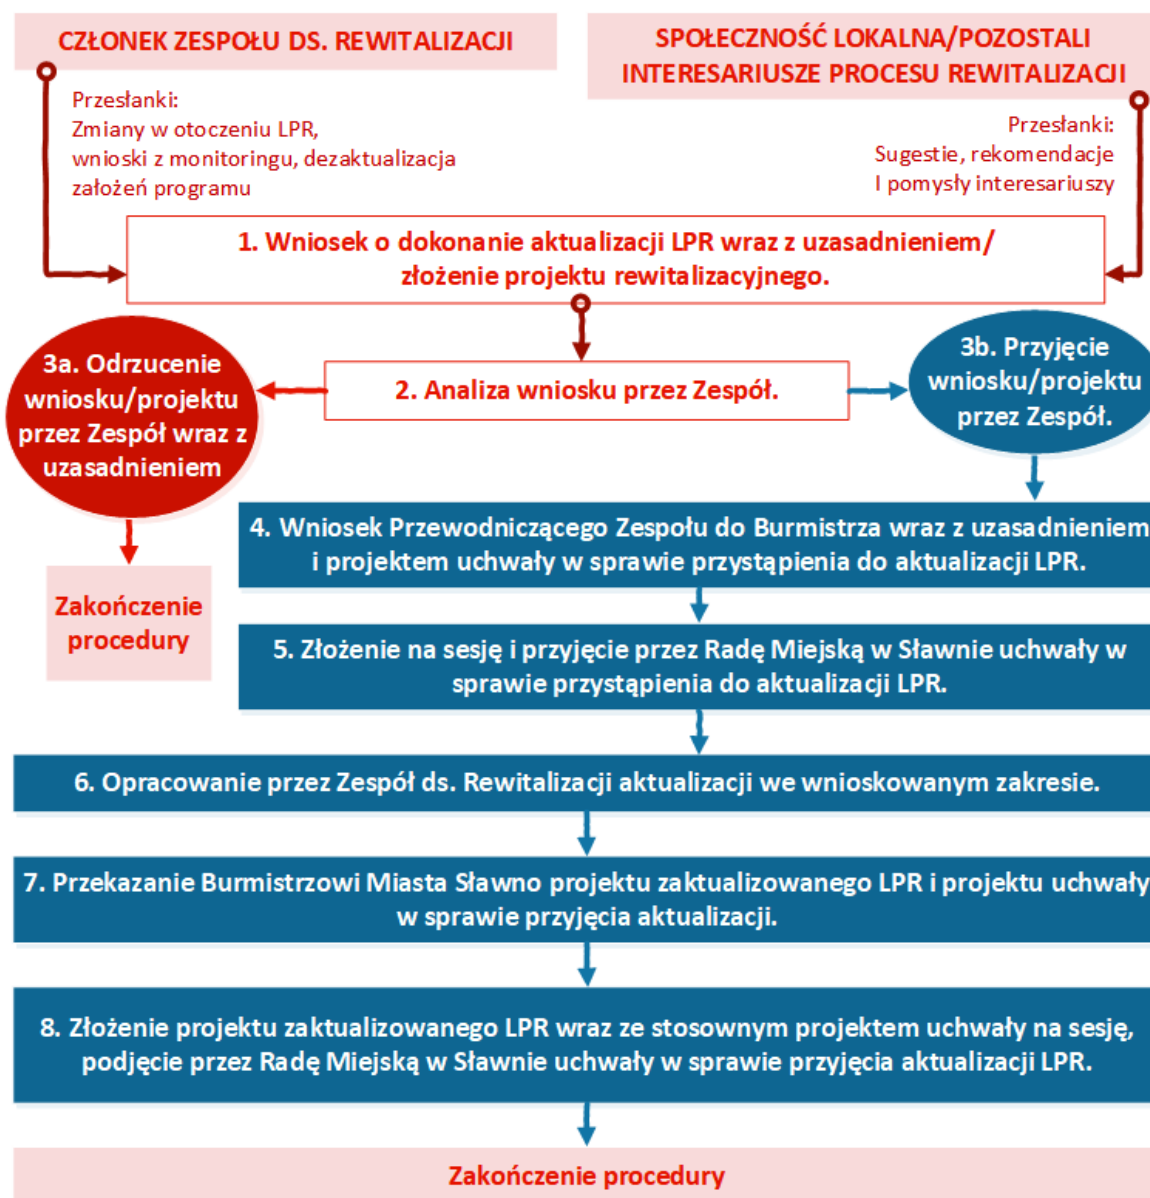 CZŁONEK ZESPOŁU DS. REWITALIZACJI
SPOŁECZNOŚĆ LOKALNA/POZOSTALI
INTERESARIUSZE PROCESU REWITALIZACJI
Przesłanki:
Zmiany w otoczeniu LPR,
wnioski z monitoringu, dezaktualizacja
założeń programu
Przesłanki:
Sugestie, rekomendacje
I pomysły interesariuszy
1. Wniosek o dokonanie aktualizacji LPR wraz z uzasadnieniem/
złożenie projektu rewitalizacyjnego.
2. Analiza wniosku przez Zespół.
3a. Odrzucenie
wniosku/projektu
przez Zespół wraz z
uzasadnieniem
Zakończenie
procedury
3b. Przyjęcie
wniosku/projektu
przez Zespół.
4. Wniosek Przewodniczącego Zespołu do Burmistrza wraz z uzasadnieniem
i projektem uchwały w sprawie przystąpienia do aktualizacji LPR.
5. Złożenie na sesję i przyjęcie przez Radę Miejską w Sławnie uchwały w
sprawie przystąpienia do aktualizacji LPR.
6. Opracowanie przez Zespół ds. Rewitalizacji aktualizacji we wnioskowanym zakresie.
7. Przekazanie Burmistrzowi Miasta Sławno projektu zaktualizowanego LPR i projektu uchwały
w sprawie przyjęcia aktualizacji.
8. Złożenie projektu zaktualizowanego LPR wraz ze stosownym projektem uchwały na sesję,
podjęcie przez Radę Miejską w Sławnie uchwały w sprawie przyjęcia aktualizacji LPR.
Zakończenie procedury